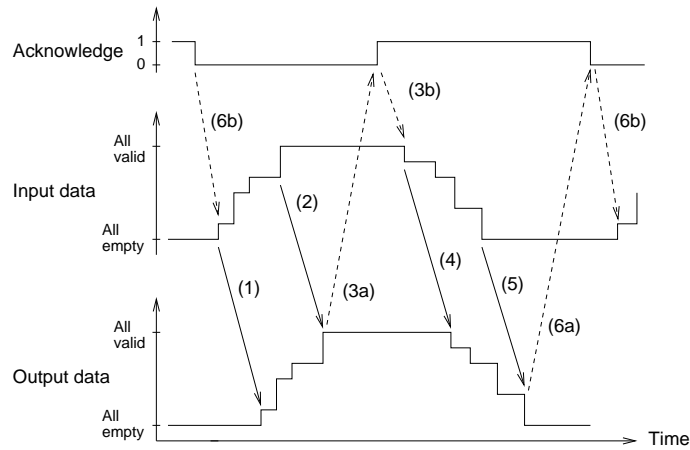 Acknowledge
1
0
(6b)
(3b)
(6b)
All
valid
Input data
All
empty
(2)
(1)
(3a)
(4)
(5)
(6a)
All
valid
Output data
All
empty
Time